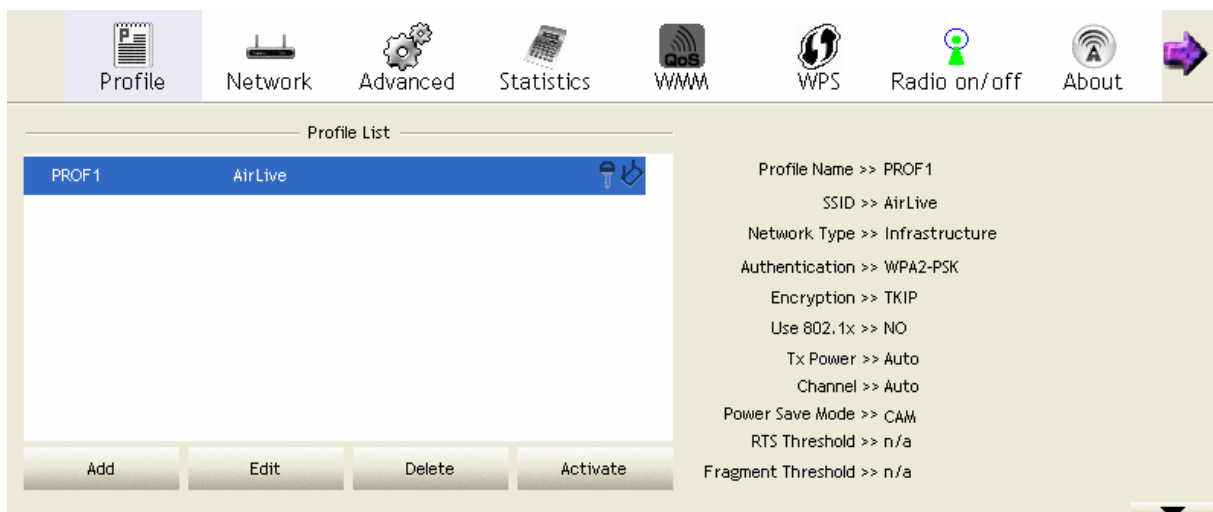 Profile Network Advanced Statistics QoS WMM WPS Radio on/off About
Profile List
PROF1 AirLive
Profile Name >> PROF1
SSID >> AirLive
Network Type >> Infrastructure
Authentication >> WPA2-PSK
Encryption >> TKIP
Use 802.1x >> NO
Tx Power >> Auto
Channel >> Auto
Power Save Mode >> CAM
RTS Threshold >> n/a
Fragment Threshold >> n/a
Add Edit Delete Activate